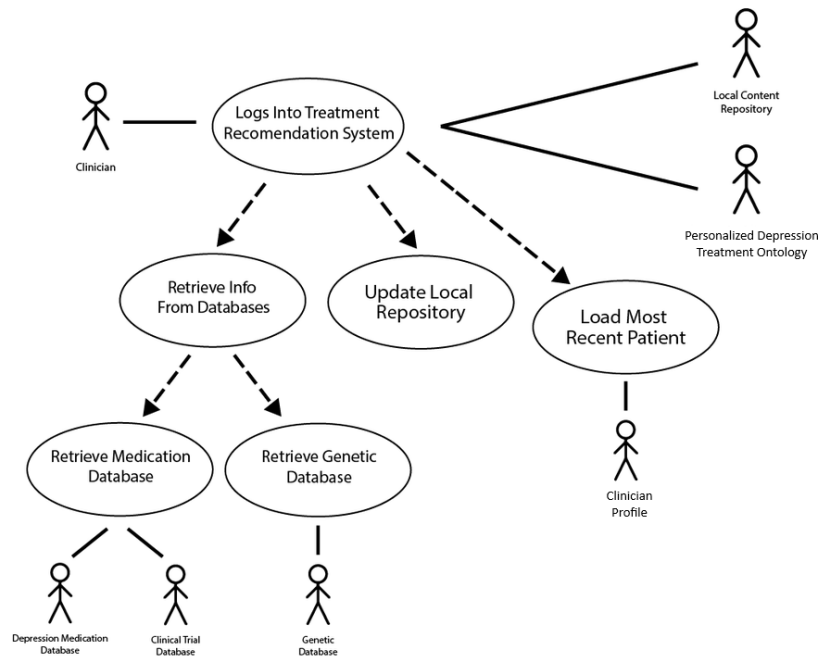 Logs Into Treatment
Recomendation System
Local Content
Repository
Clinician
Personalized Depression
Treatment Ontology
Retrieve Info
From Databases
Update Local
Repository
Load Most
Recent Patient
Retrieve Medication
Database
Retrieve Genetic
Database
Clinician
Profile
Depression Medication
Database
Clinical Trial
Database
Genetic
Database